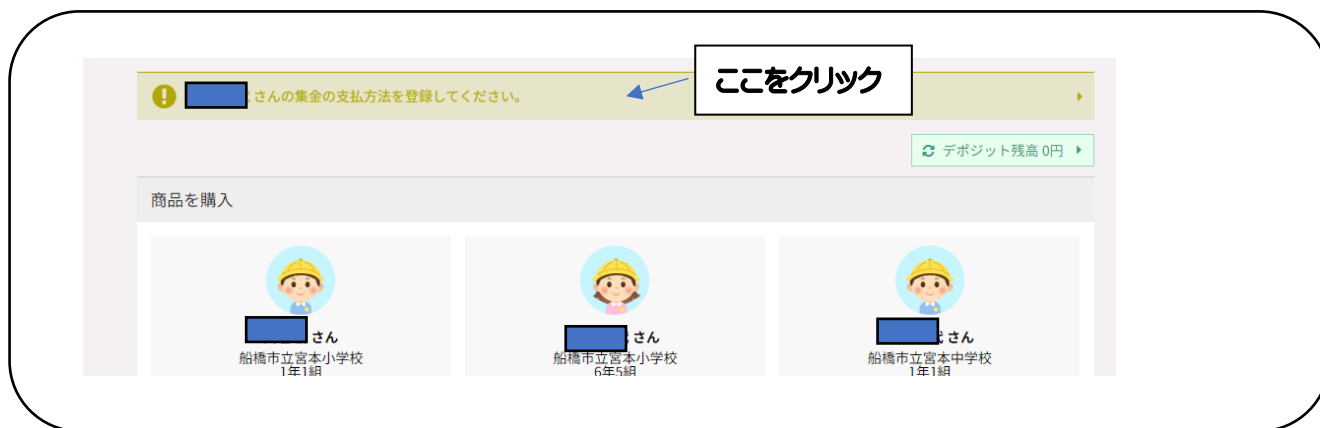 ここをクリック
さんの集金の支払方法を登録してください。
デポジット残高 0円
商品を購入
さん
船橋市立宮本小学校
1年1組
さん
船橋市立宮本小学校
6年5組
さん
船橋市立宮本中学校
1年1組